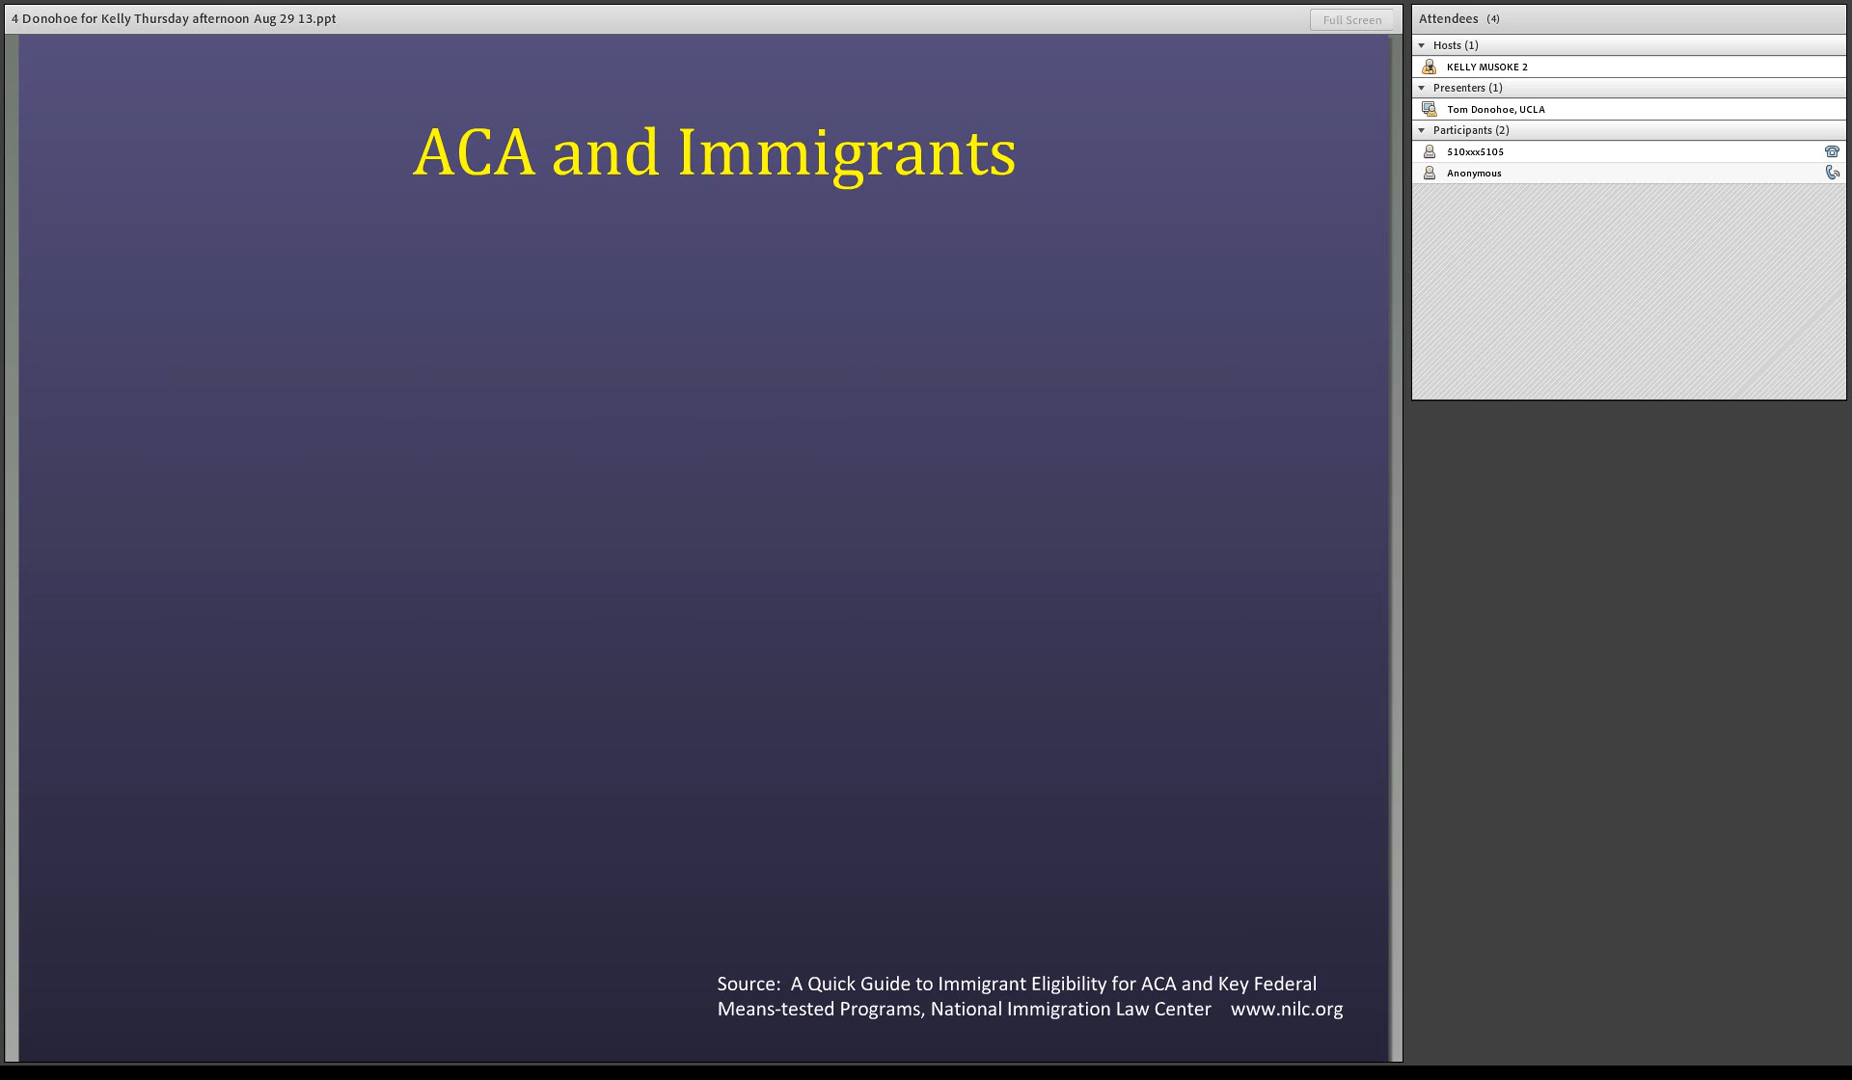 4 Donohoe for Kelly Thursday afternoon Aug 29 13.ppt
Full Screen
ACA and Immigrants
Source:  A Quick Guide to Immigrant Eligibility for ACA and Key Federal
Means-tested Programs, National Immigration Law Center    www.nilc.org
Attendees (4)
Hosts (1)
KELLY MUSOKE 2
Presenters (1)
Tom Donohoe, UCLA
Participants (2)
510xxx5105
Anonymous